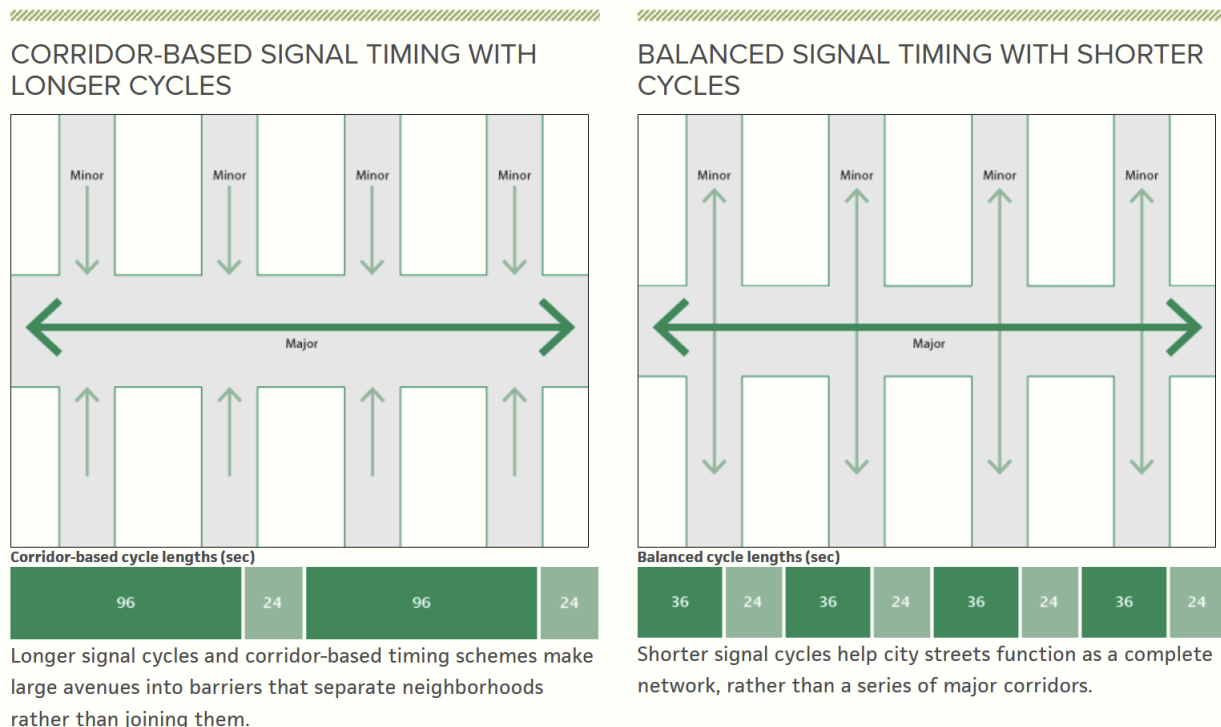 CORRIDOR-BASED SIGNAL TIMING WITH
LONGER CYCLES
Minor
Minor
Minor
Minor
Major
Corridor-based cycle lengths (sec)
96
24
96
24
Longer signal cycles and corridor-based timing schemes make
large avenues into barriers that separate neighborhoods
rather than joining them.
BALANCED SIGNAL TIMING WITH SHORTER
CYCLES
Minor
Minor
Minor
Minor
Major
Balanced cycle lengths (sec)
36
24
36
24
36
24
36
24
Shorter signal cycles help city streets function as a complete
network, rather than a series of major corridors.